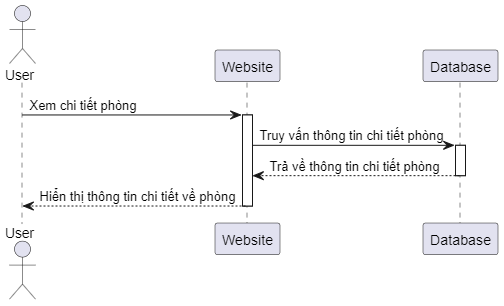 User
Website
Database
Xem chi tiết phòng
Truy vấn thông tin chi tiết phòng
Trả về thông tin chi tiết phòng
Hiển thị thông tin chi tiết về phòng
User
Website
Database